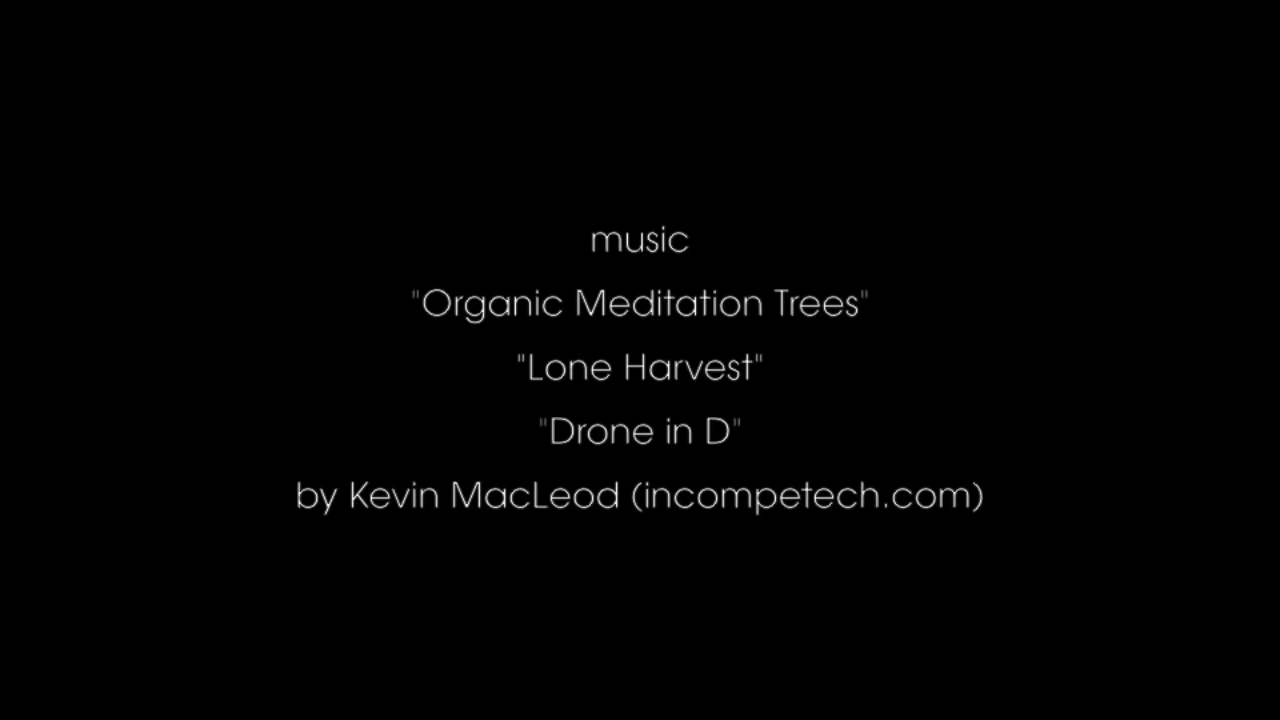 music
"Organic Meditation Trees"
"Lone Harvest"
"Drone in D"
by Kevin MacLeod (incompetech.com)